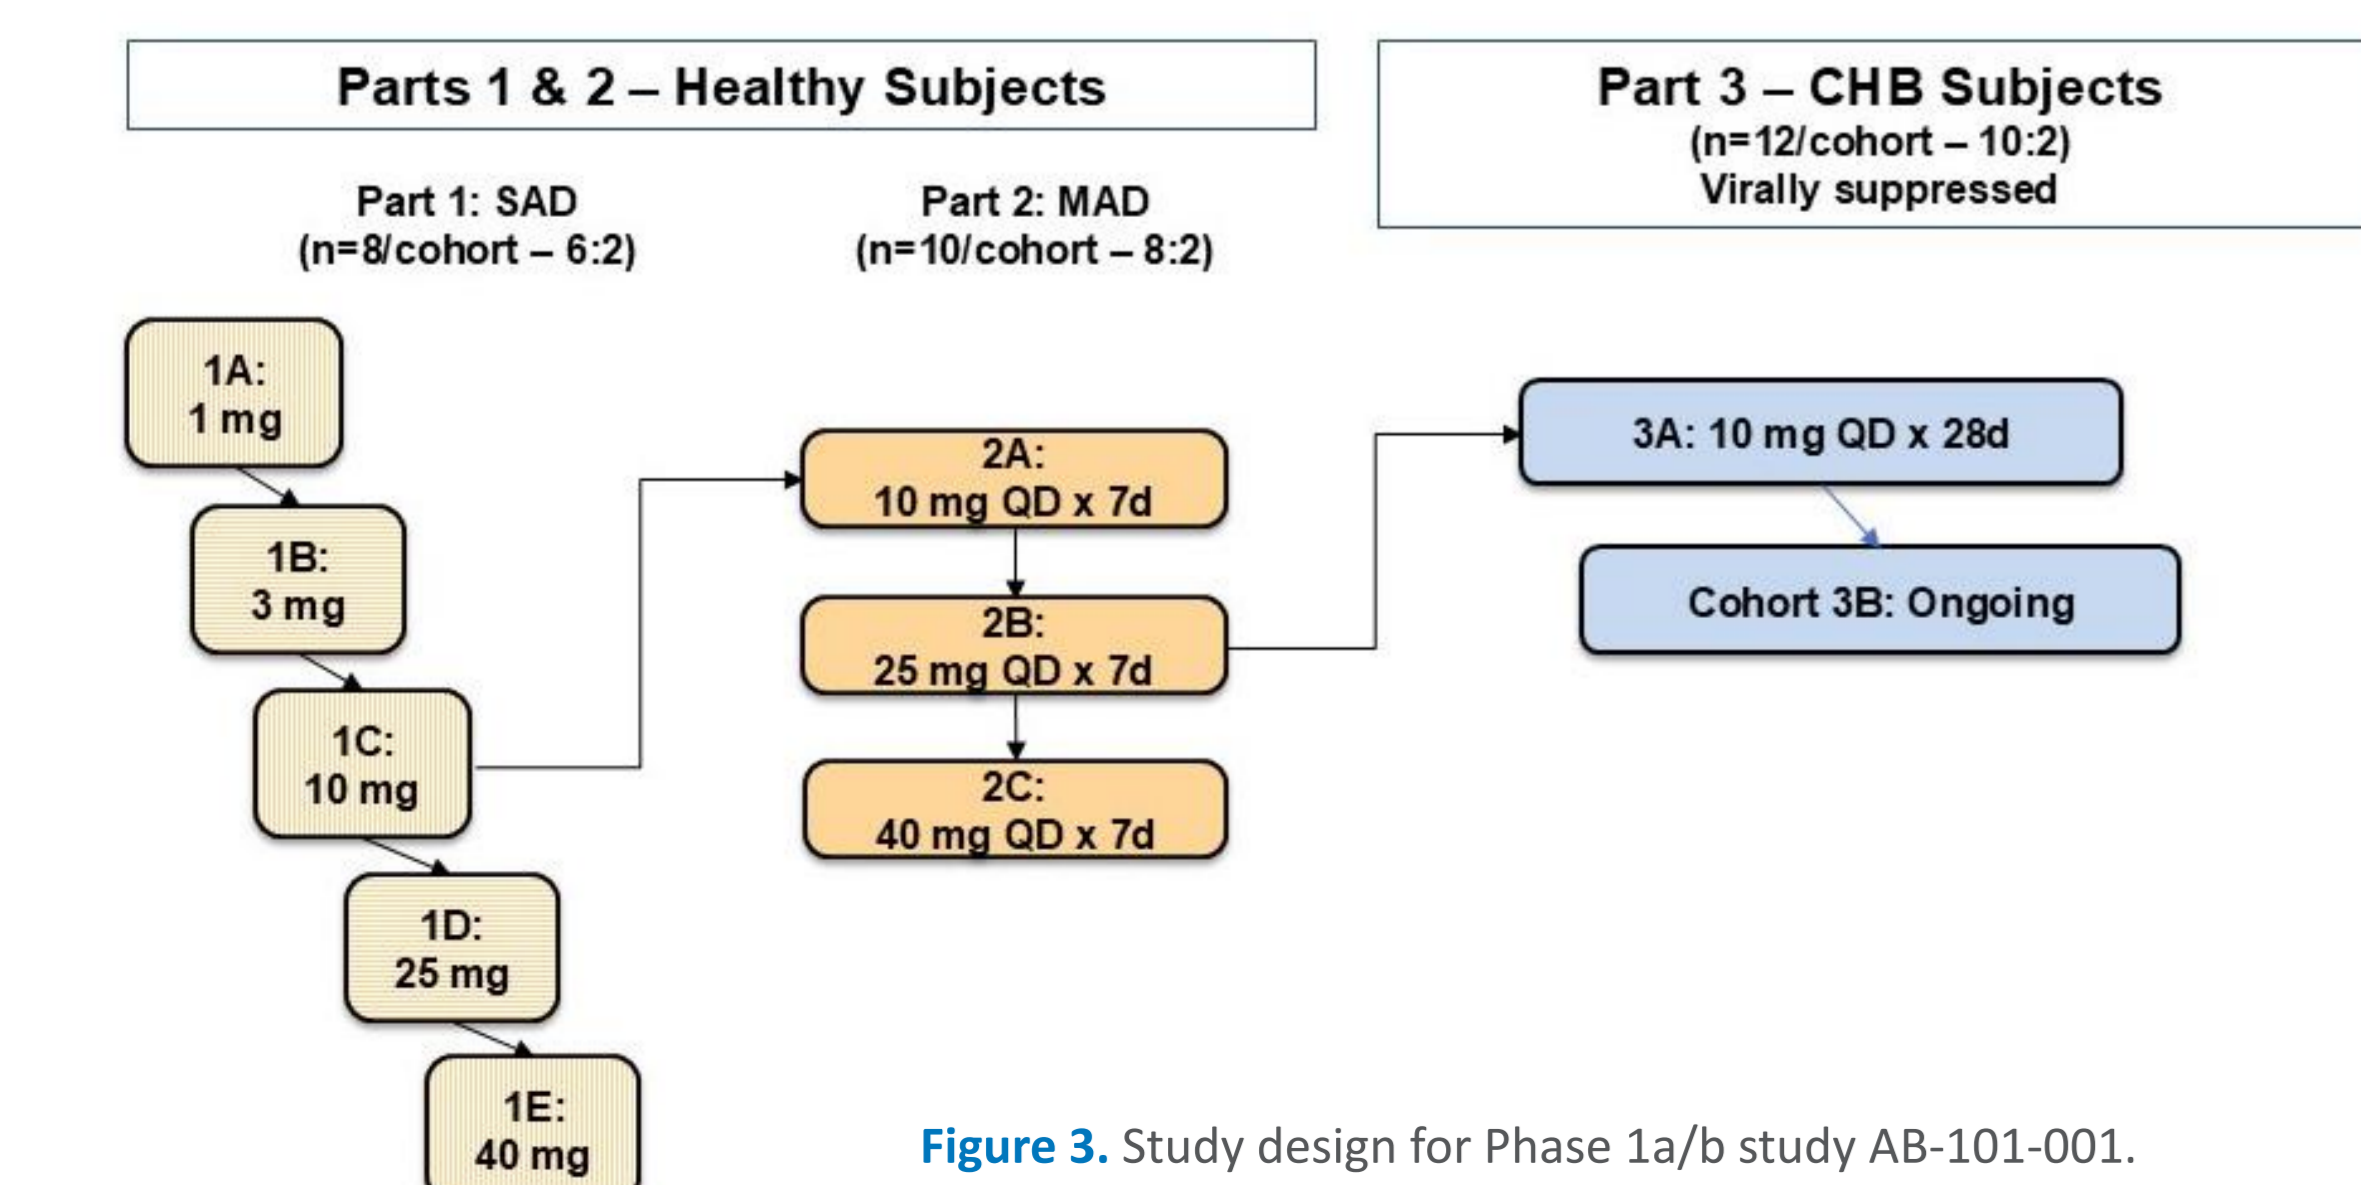 Parts 1 & 2 – Healthy Subjects
Part 1: SAD
(n=8/cohort – 6:2)
1A:
1 mg
1B:
3 mg
1C:
10 mg
1D:
25 mg
1E:
40 mg
Part 2: MAD
(n=10/cohort – 8:2)
2A:
10 mg QD x 7d
2B:
25 mg QD x 7d
2C:
40 mg QD x 7d
Part 3 – CHB Subjects
(n=12/cohort – 10:2)
Virally suppressed
3A: 10 mg QD x 28d
Cohort 3B: Ongoing
Figure 3. Study design for Phase 1a/b study AB-101-001.